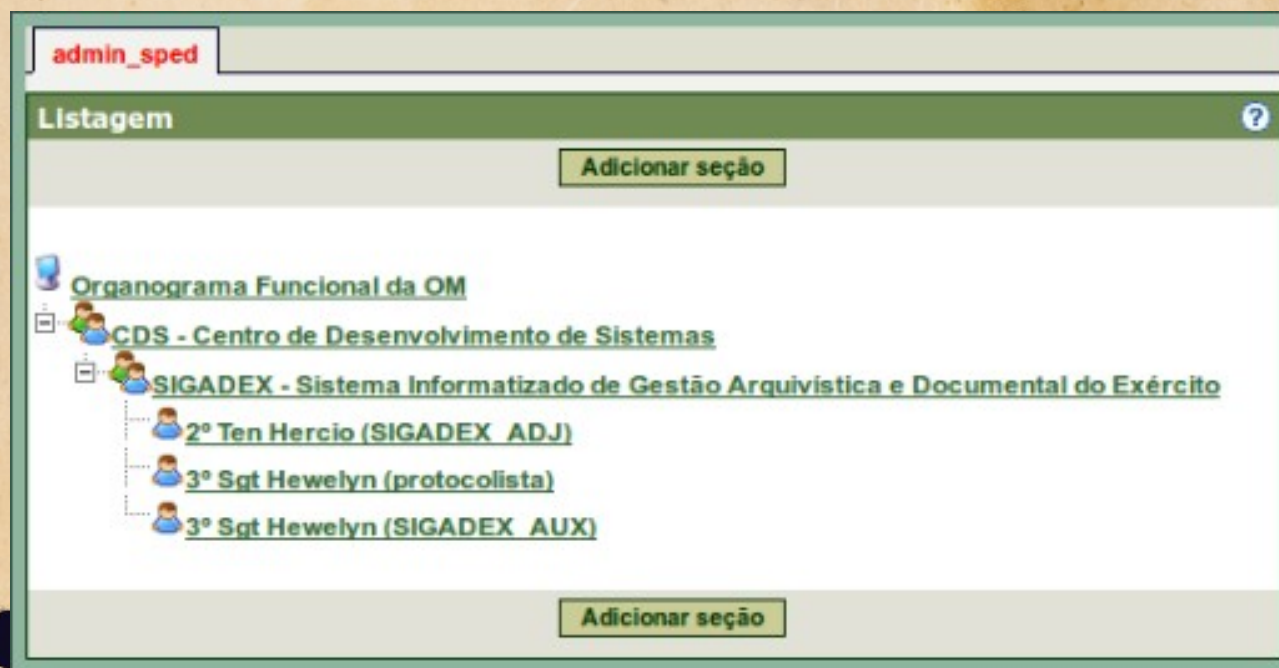 admin_sped
Listagem
?
Adicionar seção
Organograma Funcional da OM
CDS - Centro de Desenvolvimento de Sistemas
SIGADEX - Sistema Informatizado de Gestão Arquivística e Documental do Exército
2º Ten Hercio (SIGADEX_ADJ)
3º Sgt Hewelyn (protocolista)
3º Sgt Hewelyn (SIGADEX_AUX)
Adicionar seção